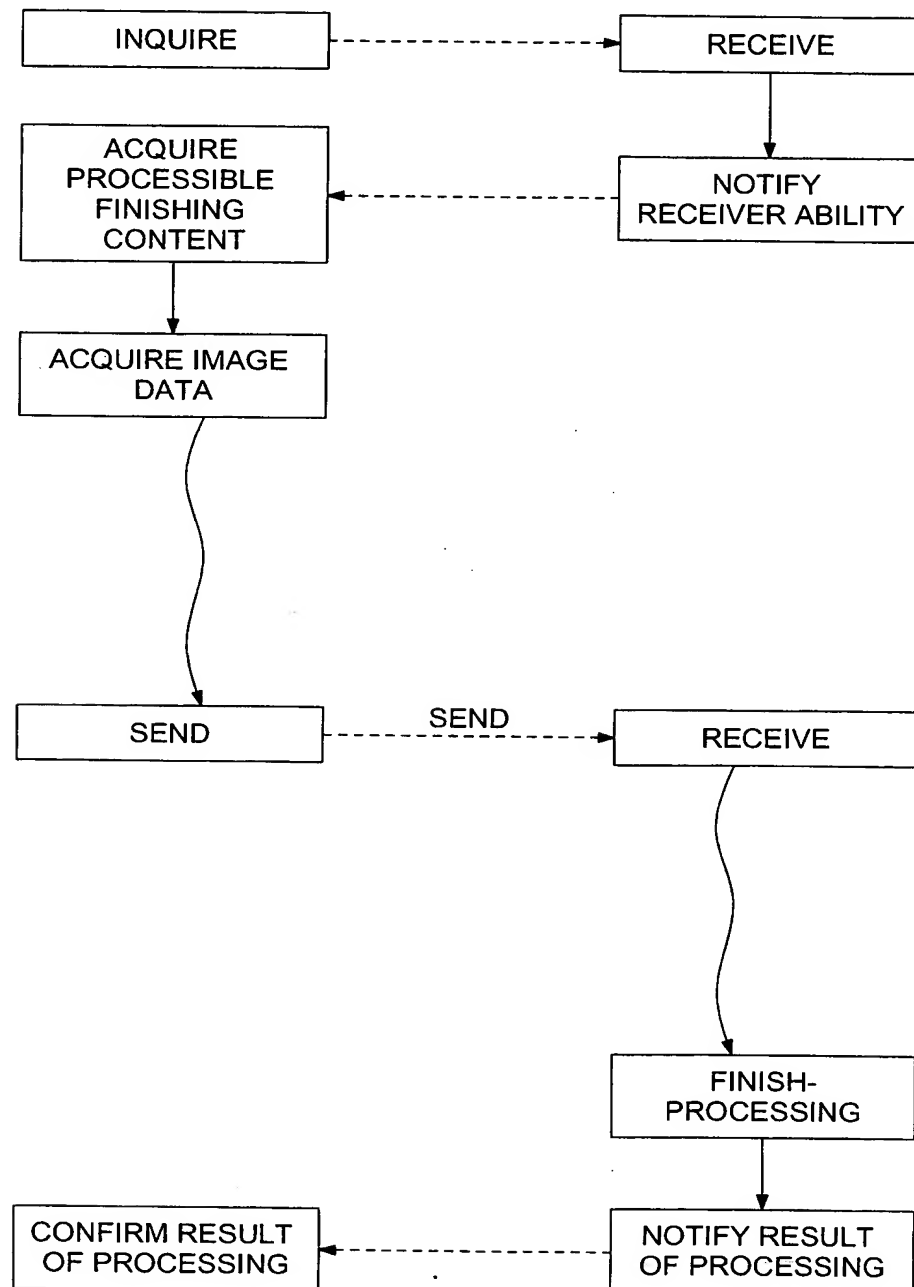 INQUIRE
RECEIVE
ACQUIRE
PROCESSIBLE
FINISHING
CONTENT
NOTIFY
RECEIVER ABILITY
ACQUIRE IMAGE
DATA
SEND
SEND
RECEIVE
FINISH-
PROCESSING
CONFIRM RESULT
OF PROCESSING
NOTIFY RESULT
OF PROCESSING